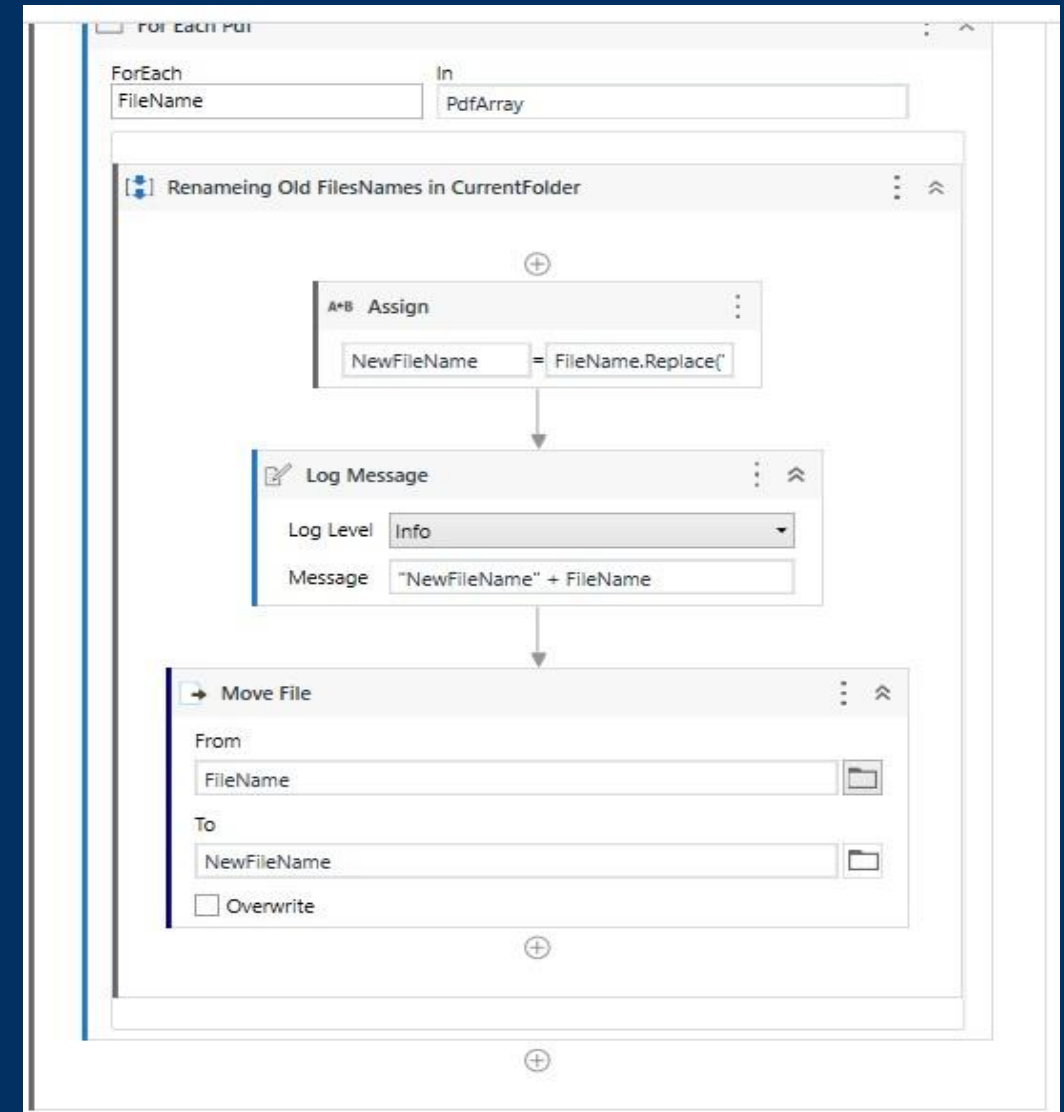 For Each Pdf
ForEach In
FileName PdfArray
Renameing Old FilesNames in CurrentFolder
A+B Assign
NewFileName = FileName.Replace("
Log Message
Log Level Info
Message "NewFileName" + FileName
Move File
From
FileName
To
NewFileName
Overwrite